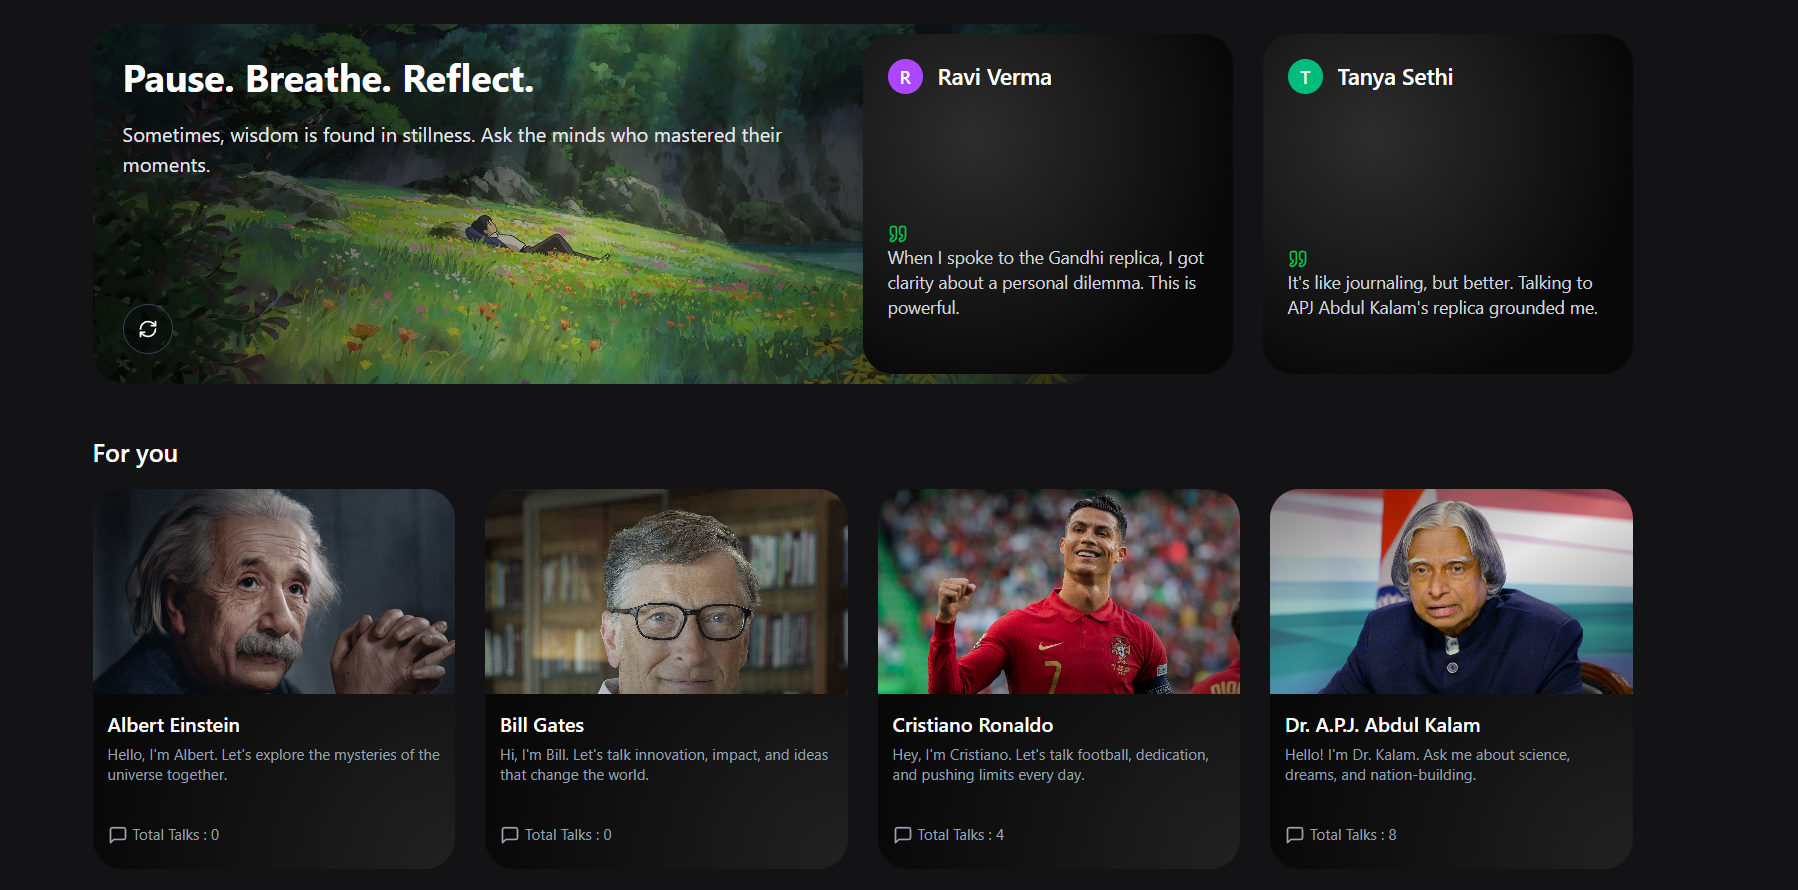 Pause. Breathe. Reflect.
Sometimes, wisdom is found in stillness. Ask the minds who mastered their
moments.
R
Ravi Verma
When I spoke to the Gandhi replica, I got
clarity about a personal dilemma. This is
powerful.
T
Tanya Sethi
It's like journaling, but better. Talking to
APJ Abdul Kalam's replica grounded me.
For you
Albert Einstein
Hello, I'm Albert. Let's explore the mysteries of the
universe together.
Total Talks : 0
Bill Gates
Hi, I'm Bill. Let's talk innovation, impact, and ideas
that change the world.
Total Talks : 0
7
Cristiano Ronaldo
Hey, I'm Cristiano. Let's talk football, dedication,
and pushing limits every day.
Total Talks : 4
Dr. A.P.J. Abdul Kalam
Hello! I'm Dr. Kalam. Ask me about science,
dreams, and nation-building.
Total Talks : 8